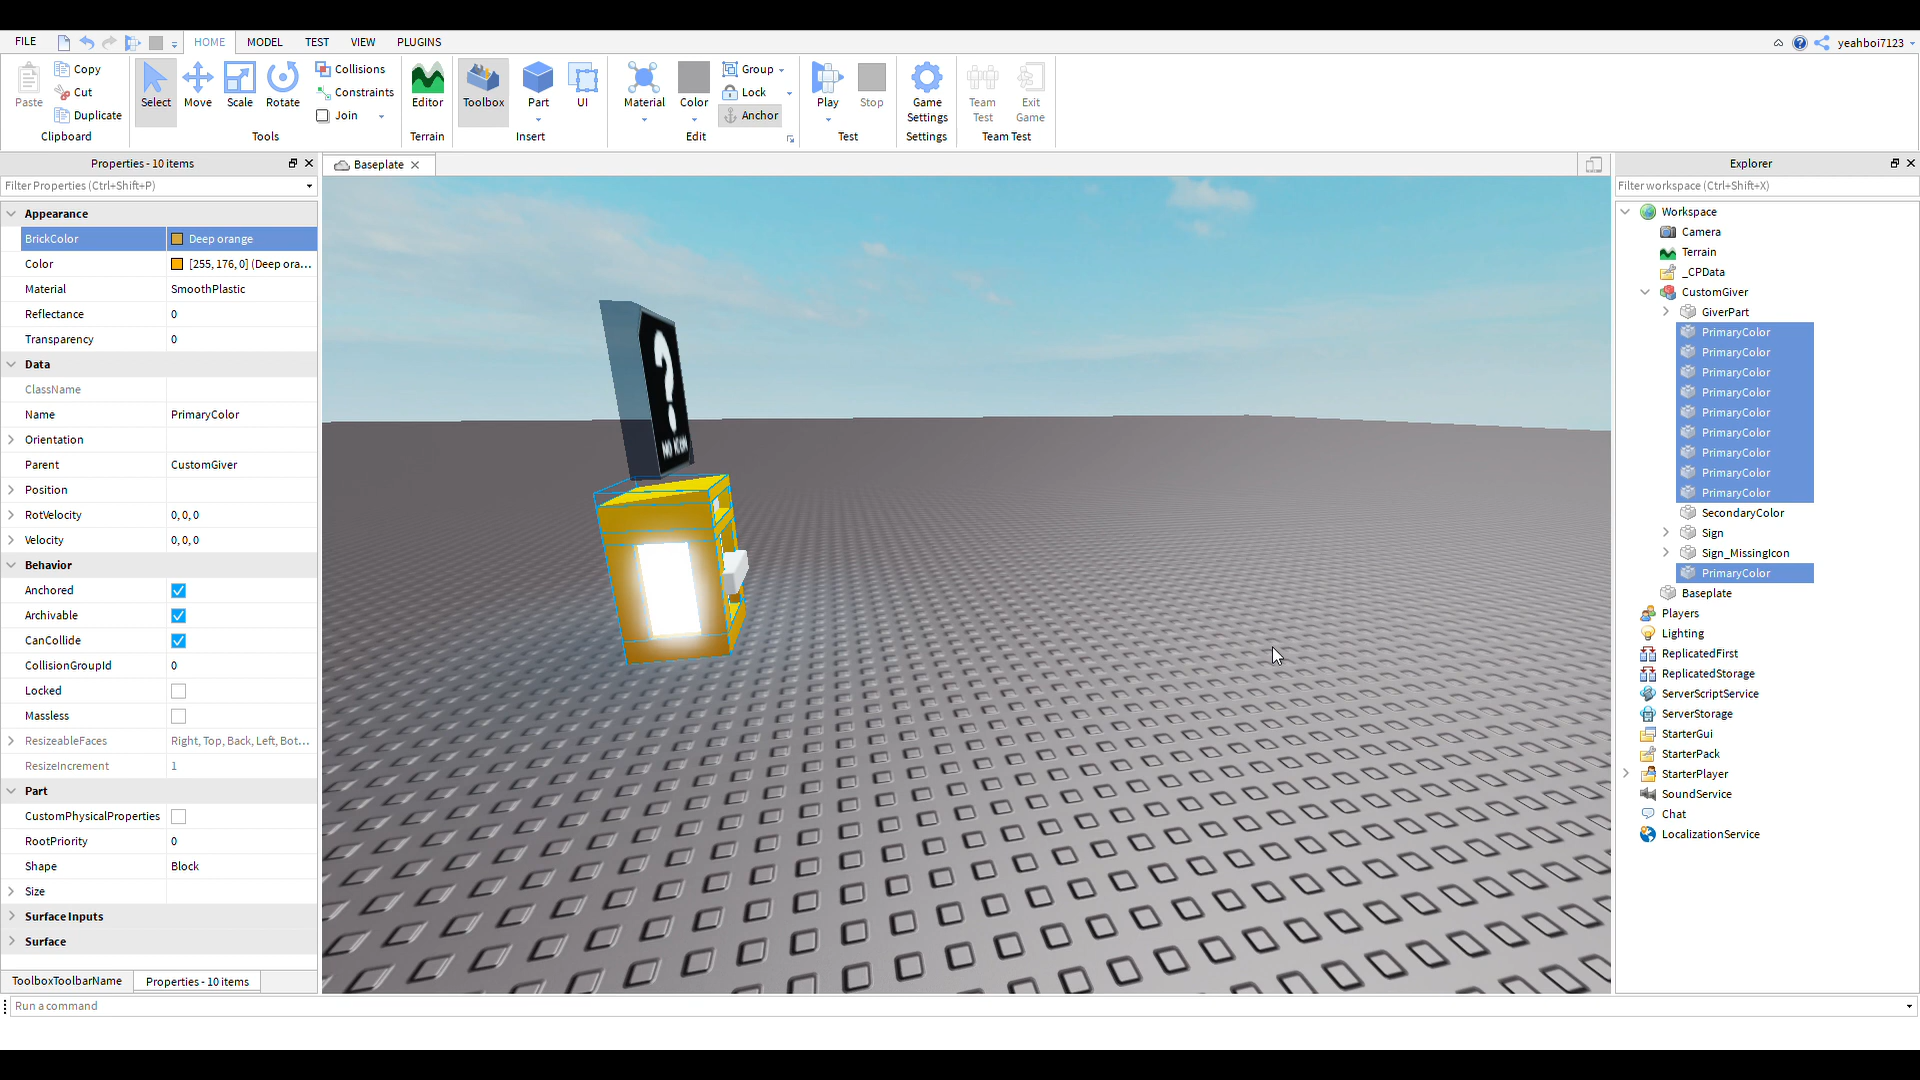 FILE HOME MODEL TEST VIEW PLUGINS yeahboi7123
Paste Copy Cut Duplicate Clipboard
Select Move Scale Rotate Collisions Constraints Join Tools
Editor Terrain
Toolbox Part UI Insert
Material Color Group Lock Anchor Edit
Play Stop Test
Game Settings Settings
Team Test Exit Game Team Test
Properties - 10 items
Filter Properties (Ctrl+Shift+P)
Appearance
BrickColor Deep orange
Color [255, 176, 0] (Deep ora...
Material SmoothPlastic
Reflectance 0
Transparency 0
Data
ClassName
Name PrimaryColor
Orientation
Parent CustomGiver
Position
RotVelocity 0, 0, 0
Velocity 0, 0, 0
Behavior
Anchored
Archivable
CanCollide
CollisionGroupId 0
Locked
Massless
ResizeableFaces Right, Top, Back, Left, Bot...
ResizeIncrement 1
Part
CustomPhysicalProperties
RootPriority 0
Shape Block
Size
Surface Inputs
Surface
ToolboxToolbarName Properties - 10 items
Run a command
Baseplate
?
NO ICON
Explorer
Filter workspace (Ctrl+Shift+X)
Workspace
Camera
Terrain
_CPData
CustomGiver
GiverPart
PrimaryColor
PrimaryColor
PrimaryColor
PrimaryColor
PrimaryColor
PrimaryColor
PrimaryColor
PrimaryColor
PrimaryColor
SecondaryColor
Sign
Sign_MissingIcon
PrimaryColor
Baseplate
Players
Lighting
ReplicatedFirst
ReplicatedStorage
ServerScriptService
ServerStorage
StarterGui
StarterPack
StarterPlayer
SoundService
Chat
LocalizationService